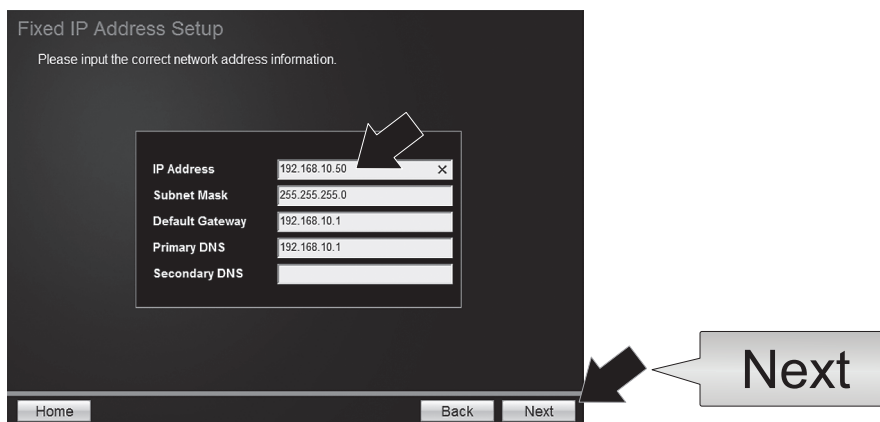 Fixed IP Address Setup
Please input the correct network address information.
IP Address 192.168.10.50
Subnet Mask 255.255.255.0
Default Gateway 192.168.10.1
Primary DNS 192.168.10.1
Secondary DNS
Home Back Next
Next